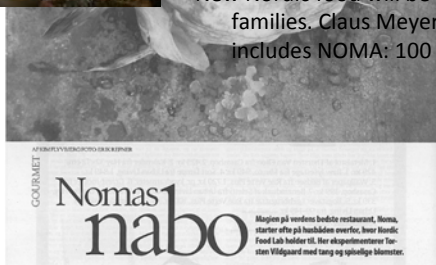 families. Claus Meyer
includes NOMA: 100
GOURMET
Nomas
nabo
Magien på verdens bedste restaurant, Noma,
starter ofte på husbåden overfor, hvor Nordic
Food Lab holder til. Her eksperimenterer Tor-
sten Vildgaard med tang og spiselige blomster.